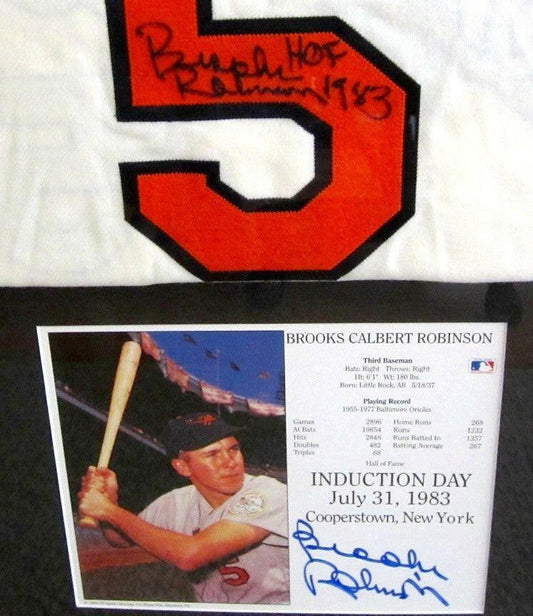 5
Brooks HOF
Robinson 1983
BROOKS CALBERT ROBINSON
Third Baseman
Bats: Right Throws: Right
Ht: 6'1" Wt: 180 lbs.
Born: Little Rock, AR 5/18/37
Playing Record
1955-1977 Baltimore Orioles
Games 2896 Home Runs 268
At Bats 10654 Runs 1232
Hits 2848 Runs Batted In 1357
Doubles 482 Batting Average .267
Triples 68
Hall of Fame
INDUCTION DAY
July 31, 1983
Cooperstown, New York
Brooks
Robinson
5